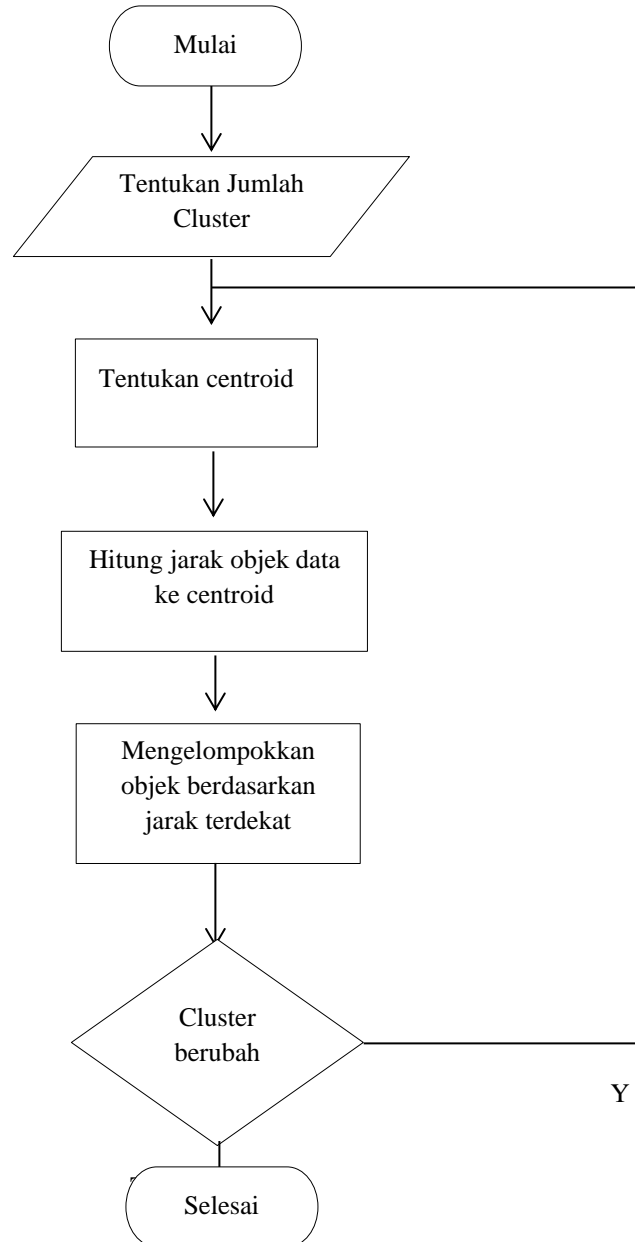 Mulai
Tentukan Jumlah
Cluster
Tentukan centroid
Hitung jarak objek data
ke centroid
Mengelompokkan
objek berdasarkan
jarak terdekat
Cluster
berubah
Y
Selesai